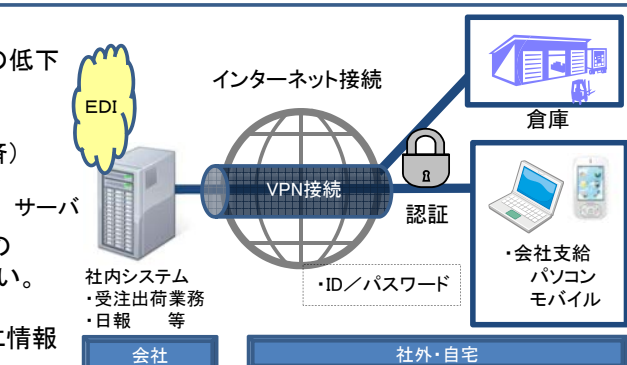 の低下
済)
の
い。
に情報
EDI
サーバ
社内システム
・受注出荷業務
・日報　等
会社
インターネット接続
VPN接続
認証
・ID／パスワード
倉庫
・会社支給
パソコン
モバイル
社外・自宅